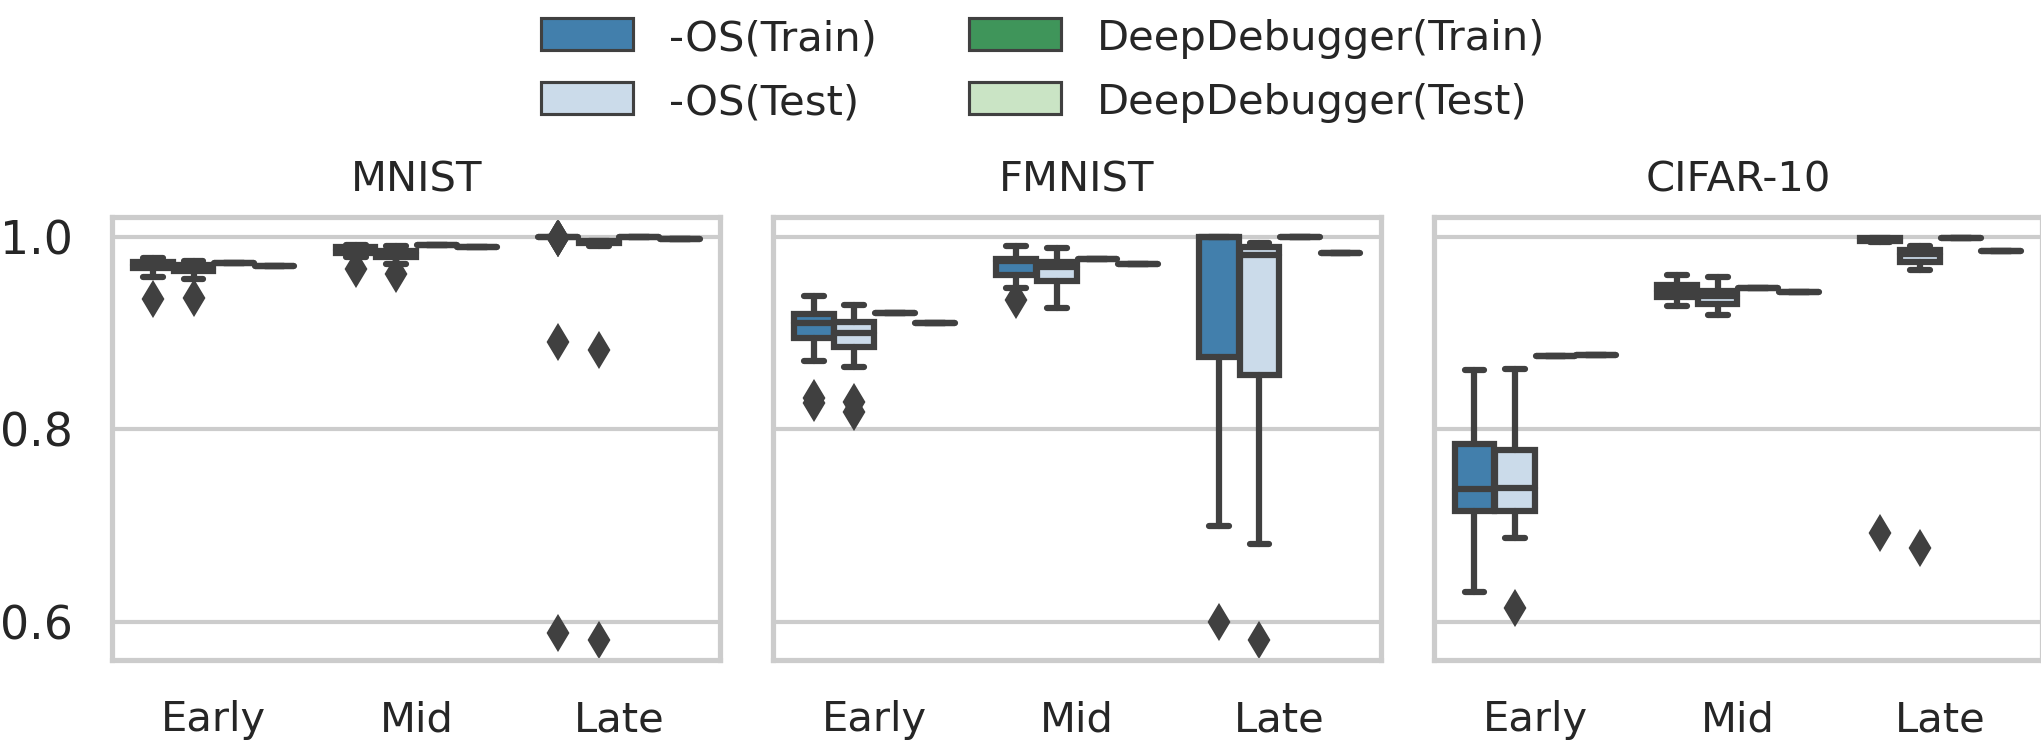 -OS(Train)
DeepDebugger(Train)
-OS(Test)
DeepDebugger(Test)
MNIST
FMNIST
CIFAR-10
1.0
0.8
0.6
Early
Mid
Late
Early
Mid
Late
Early
Mid
Late